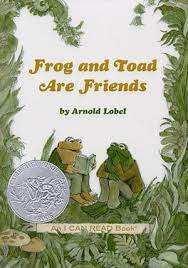 Frog and Toad
Are Friends
by Arnold Lobel
An I CAN READ Book®